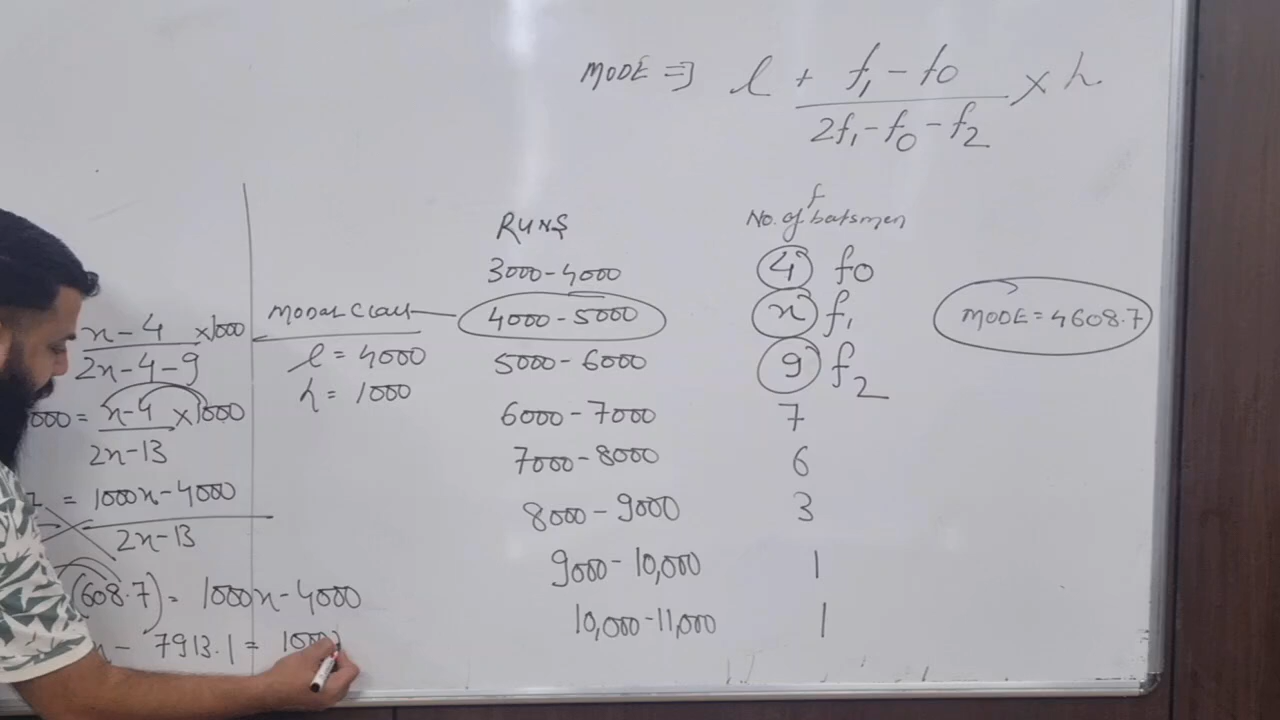 MODE => l + f1 - f0 / 2f1 - f0 - f2 × h
RUNS
f
No. of batsmen
3000-4000 4 f0
4000-5000 x f1
5000-6000 9 f2
6000-7000 7
7000-8000 6
8000-9000 3
9000-10,000 1
10,000-11,000 1
MODE = 4608.7
Modal Class
l = 4000
h = 1000
x-4 / 2x-4-9 ×1000
000 = x-4 / 2x-13 ×1000
= 1000x-4000 / 2x-13
(608.7) = 1000x-4000
- 7913.1 = 1000